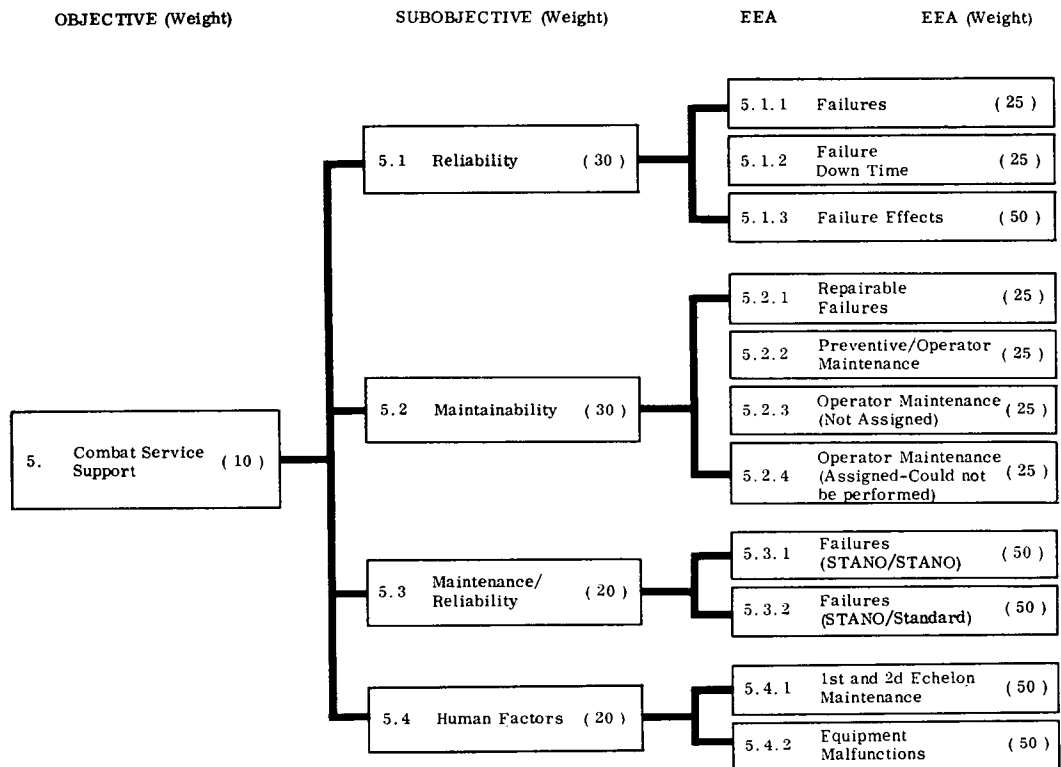 OBJECTIVE (Weight) SUBOBJECTIVE (Weight) EEA EEA (Weight)
5.1.1 Failures ( 25 )
5.1 Reliability ( 30 )
5.1.2 Failure
Down Time ( 25 )
5.1.3 Failure Effects ( 50 )
5.2.1 Repairable
Failures ( 25 )
5.2.2 Preventive/Operator
Maintenance ( 25 )
5.2 Maintainability ( 30 )
5.2.3 Operator Maintenance
(Not Assigned) ( 25 )
5. Combat Service
Support ( 10 )
5.2.4 Operator Maintenance
(Assigned-Could not
be performed) ( 25 )
5.3.1 Failures
(STANO/STANO) ( 50 )
5.3 Maintenance/
Reliability ( 20 )
5.3.2 Failures
(STANO/Standard) ( 50 )
5.4.1 1st and 2d Echelon
Maintenance ( 50 )
5.4 Human Factors ( 20 )
5.4.2 Equipment
Malfunctions ( 50 )